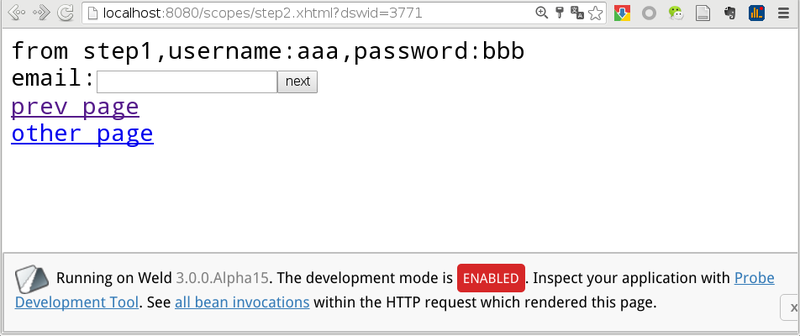 localhost:8080/scopes/step2.xhtml?dswid=3771
from step1,username:aaa,password:bbb
email: next
prev page
other page
Running on Weld 3.0.0.Alpha15. The development mode is ENABLED. Inspect your application with Probe
Development Tool. See all bean invocations within the HTTP request which rendered this page.
x